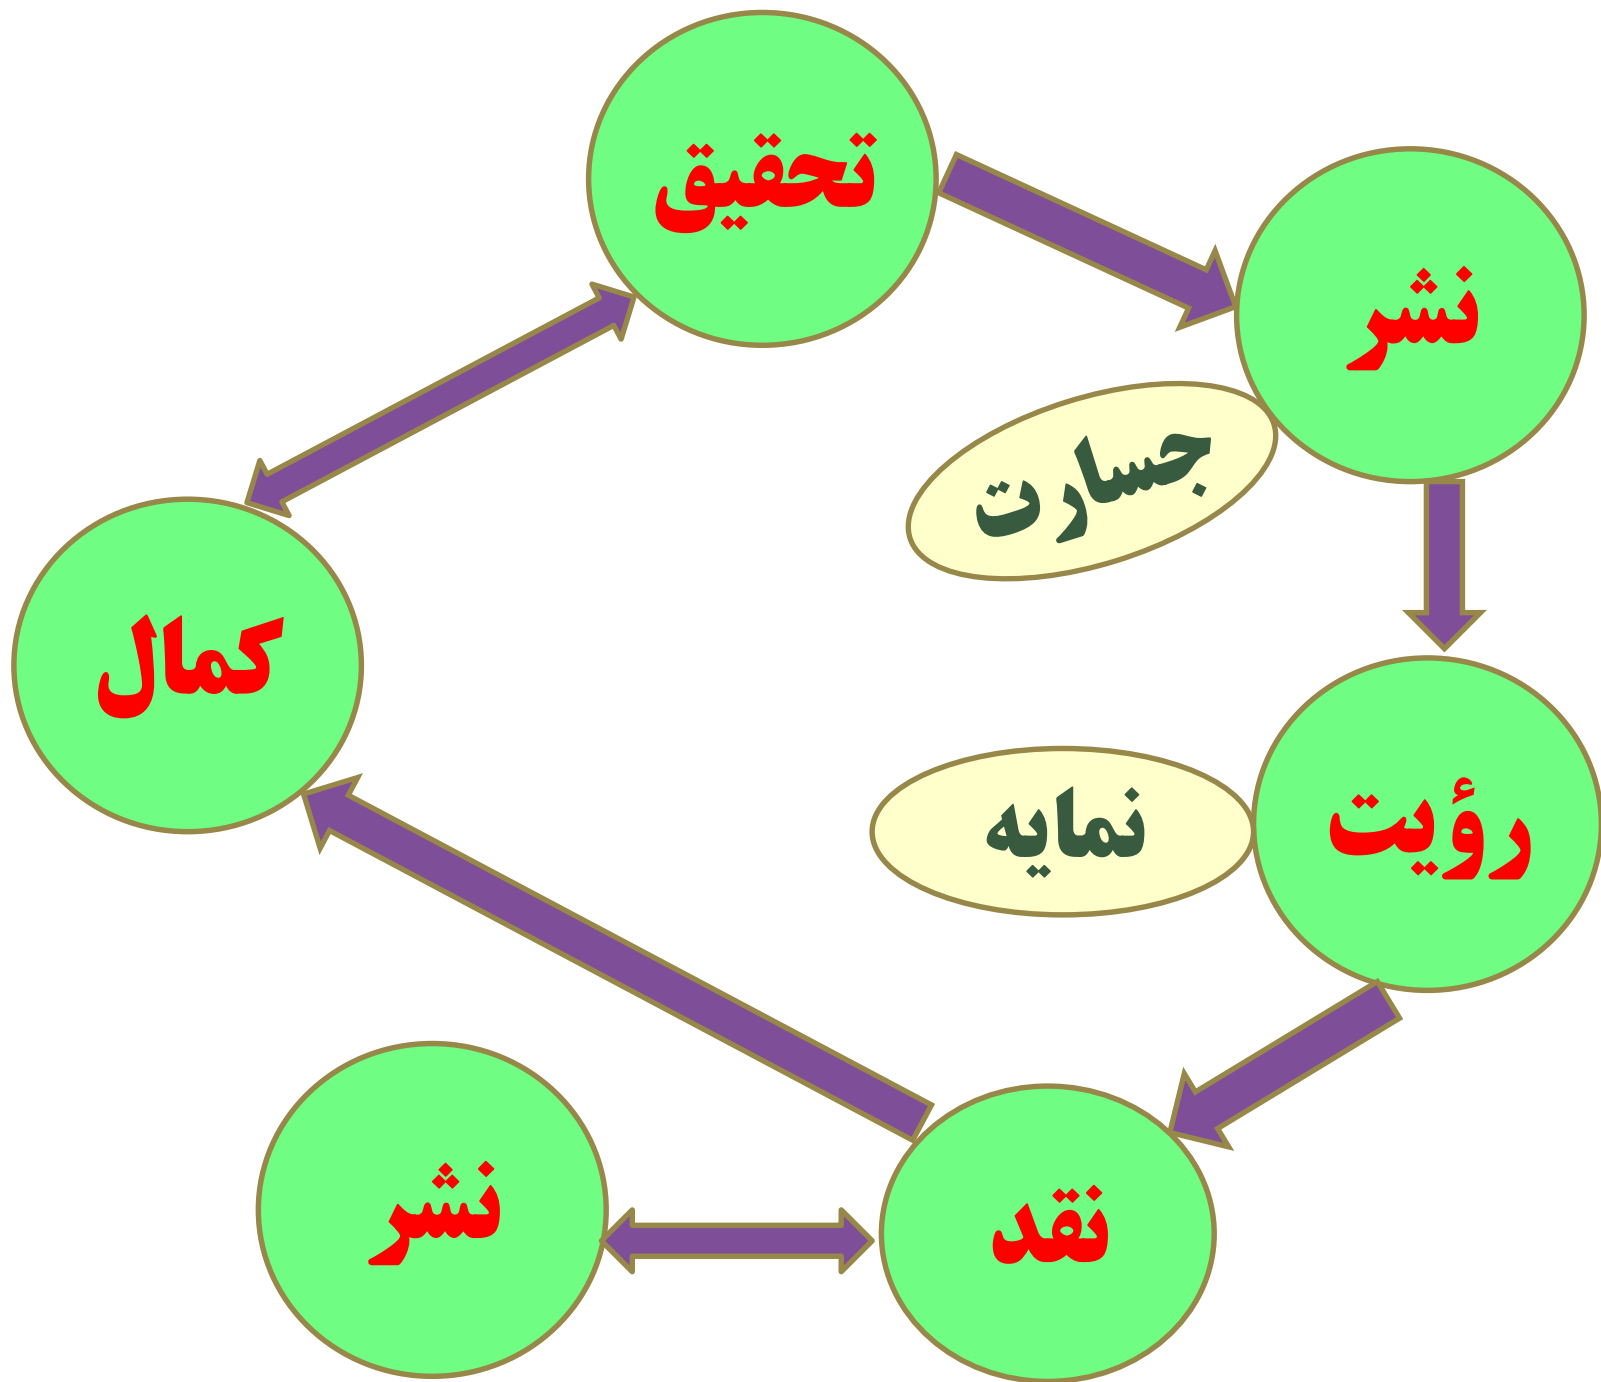 تحقیق
نشر
جسارت
کمال
رؤیت
نمایه
نقد
نشر